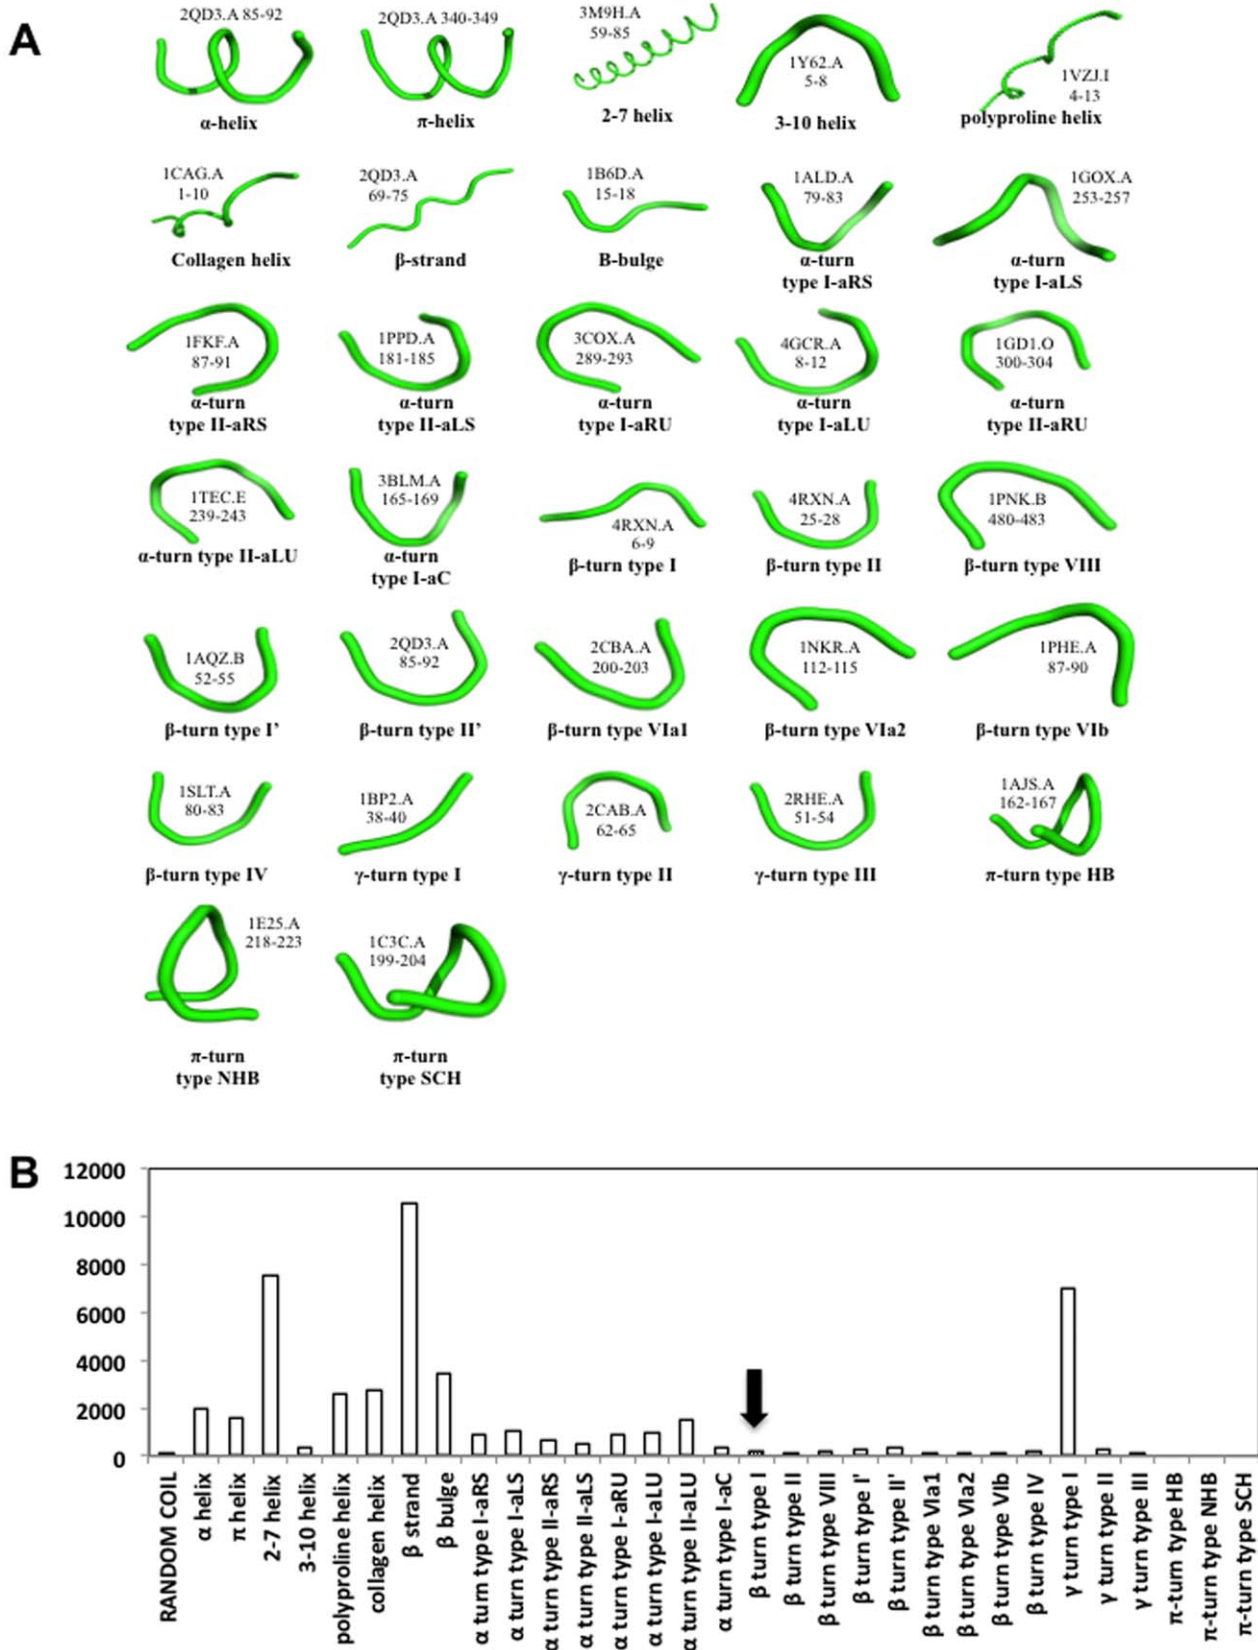 A
2QD3.A 85-92
α-helix
2QD3.A 340-349
π-helix
3M9H.A
59-85
2-7 helix
1Y62.A
5-8
3-10 helix
1VZJ.I
4-13
polyproline helix
1CAG.A
1-10
Collagen helix
2QD3.A
69-75
β-strand
1B6D.A
15-18
B-bulge
1ALD.A
79-83
α-turn
type I-aRS
1GOX.A
253-257
α-turn
type I-aLS
1FKF.A
87-91
α-turn
type II-aRS
1PPD.A
181-185
α-turn
type II-aLS
3COX.A
289-293
α-turn
type I-aRU
4GCR.A
8-12
α-turn
type I-aLU
1GD1.O
300-304
α-turn
type II-aRU
1TEC.E
239-243
α-turn type II-aLU
3BLM.A
165-169
α-turn
type I-aC
4RXN.A
6-9
β-turn type I
4RXN.A
25-28
β-turn type II
1PNK.B
480-483
β-turn type VIII
1AQZ.B
52-55
β-turn type I’
2QD3.A
85-92
β-turn type II’
2CBA.A
200-203
β-turn type VIa1
1NKR.A
112-115
β-turn type VIa2
1PHE.A
87-90
β-turn type VIb
1SLT.A
80-83
β-turn type IV
1BP2.A
38-40
γ-turn type I
2CAB.A
62-65
γ-turn type II
2RHE.A
51-54
γ-turn type III
1AJS.A
162-167
π-turn type HB
1E25.A
218-223
π-turn
type NHB
1C3C.A
199-204
π-turn
type SCH
B
12000
10000
8000
6000
4000
2000
0
RANDOM COIL
α helix
π helix
2-7 helix
3-10 helix
polyproline helix
collagen helix
β strand
β bulge
α turn type I-aRS
α turn type I-aLS
α turn type II-aRS
α turn type II-aLS
α turn type I-aRU
α turn type I-aLU
α turn type II-aLU
α turn type I-aC
β turn type I
β turn type II
β turn type VIII
β turn type I'
β turn type II'
β turn type VIa1
β turn type VIa2
β turn type VIb
β turn type IV
γ turn type I
γ turn type II
γ turn type III
π-turn type HB
π-turn type NHB
π-turn type SCH